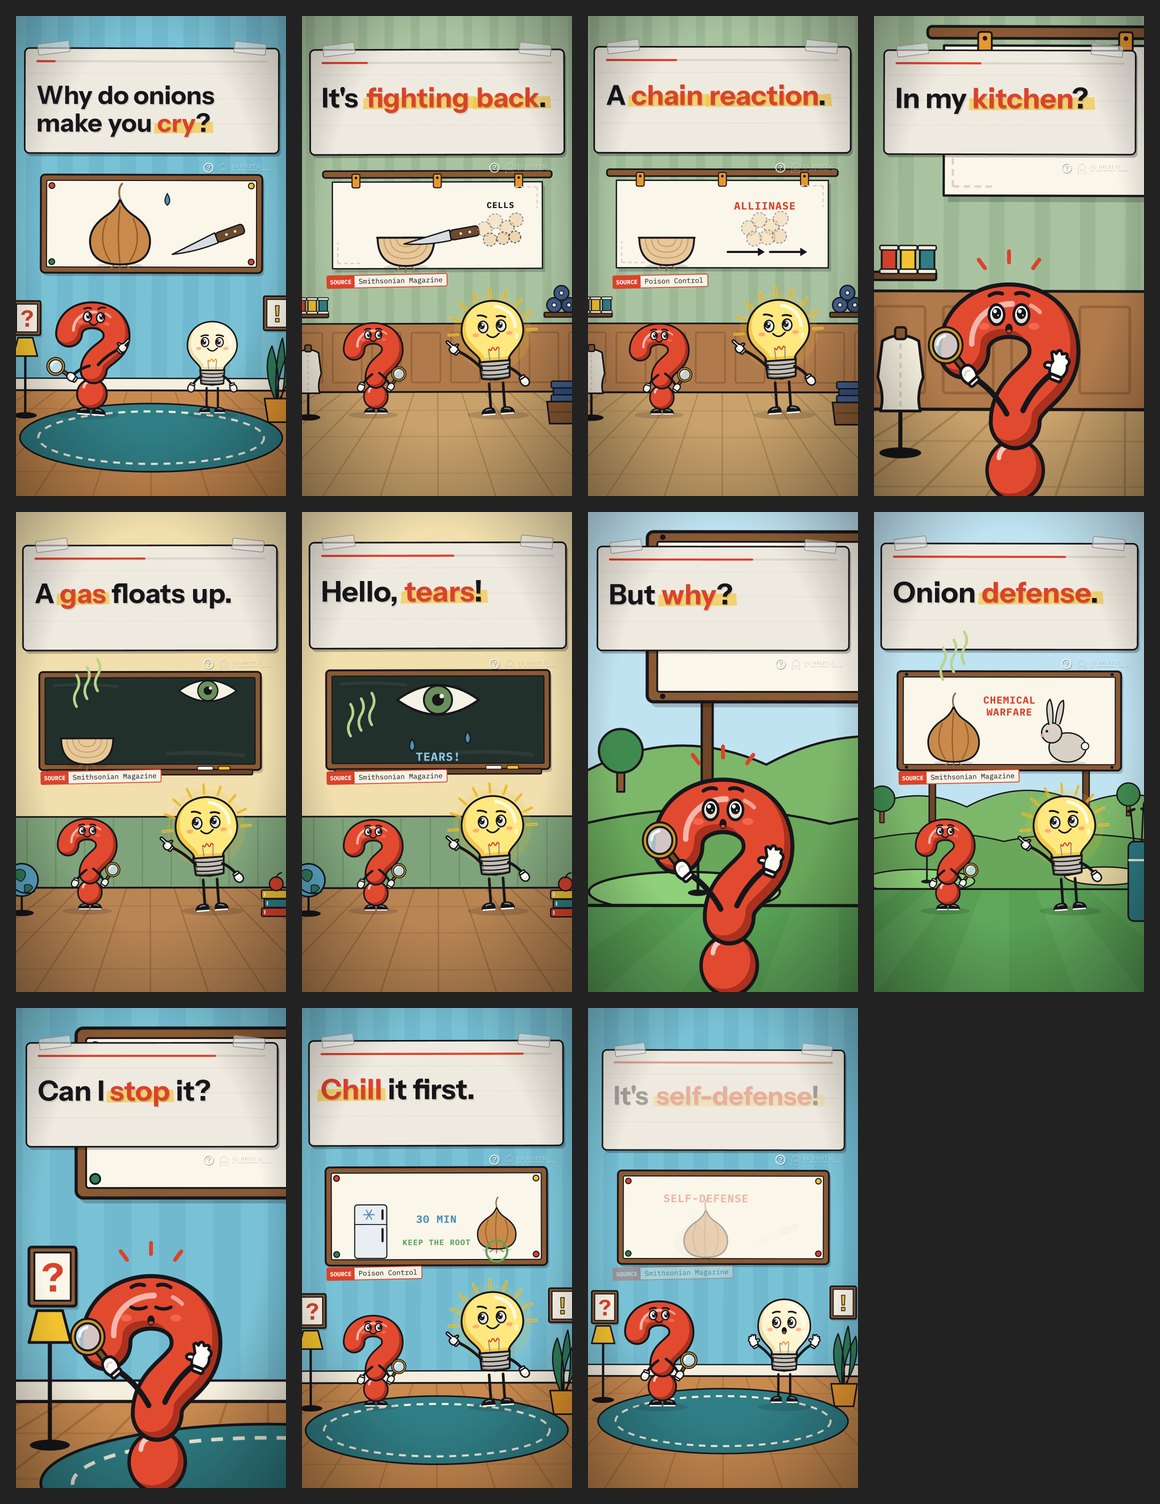 Why do onions
make you cry?
?
!
It's fighting back.
CELLS
SOURCE Smithsonian Magazine
A chain reaction.
ALLIINASE
SOURCE Poison Control
In my kitchen?
A gas floats up.
SOURCE Smithsonian Magazine
Hello, tears!
TEARS!
SOURCE Smithsonian Magazine
But why?
Onion defense.
CHEMICAL
WARFARE
SOURCE Smithsonian Magazine
Can I stop it?
?
Chill it first.
30 MIN
KEEP THE ROOT
SOURCE Poison Control
?
!
It's self-defense!
SELF-DEFENSE
SOURCE Smithsonian Magazine
?
!